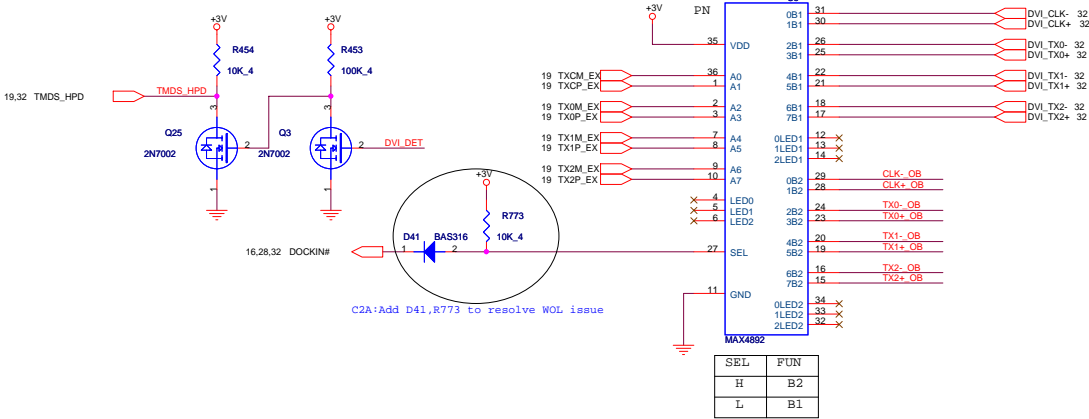 +3V
R454
10K_4
+3V
R453
100K_4
19,32 TMDS_HPD
TMDS_HPD
3
Q25
2N7002
2
1
3
Q3
2N7002
2
DVI_DET
1
+3V
R773
10K_4
16,28,32 DOCKIN#
1
D41
BAS316
2
C2A:Add D41,R773 to resolve WOL issue
+3V
PN
35 VDD
19 TXCM_EX 36 A0
19 TXCP_EX 1 A1
19 TX0M_EX 2 A2
19 TX0P_EX 3 A3
19 TX1M_EX 7 A4
19 TX1P_EX 8 A5
19 TX2M_EX 9 A6
19 TX2P_EX 10 A7
4 LED0
5 LED1
6 LED2
27 SEL
11 GND
0B1 31 DVI_CLK- 32
1B1 30 DVI_CLK+ 32
2B1 26 DVI_TX0- 32
3B1 25 DVI_TX0+ 32
4B1 22 DVI_TX1- 32
5B1 21 DVI_TX1+ 32
6B1 18 DVI_TX2- 32
7B1 17 DVI_TX2+ 32
0LED1 12
1LED1 13
2LED1 14
0B2 29 CLK-_OB
1B2 28 CLK+_OB
2B2 24 TX0-_OB
3B2 23 TX0+_OB
4B2 20 TX1-_OB
5B2 19 TX1+_OB
6B2 16 TX2-_OB
7B2 15 TX2+_OB
0LED2 34
1LED2 33
2LED2 32
MAX4892
SEL FUN
H B2
L B1